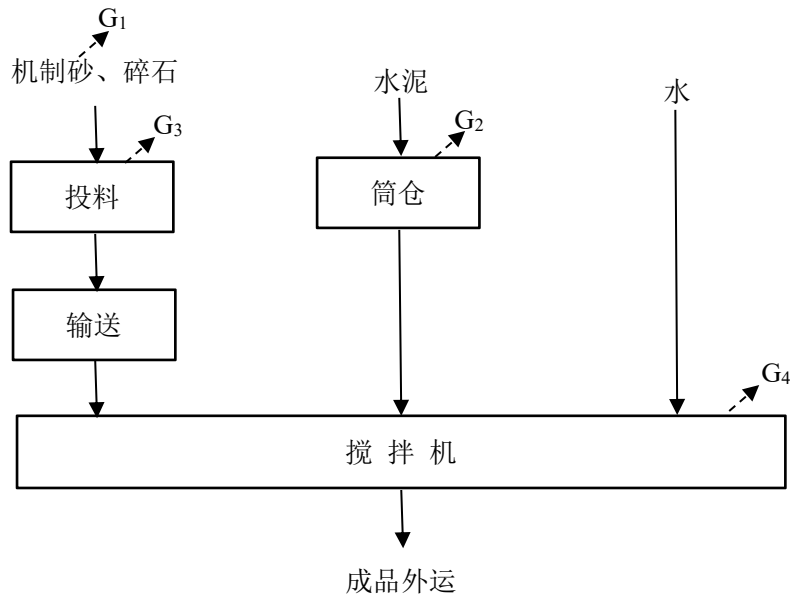 G₁
机制砂、碎石
水泥
水
G₃
G₂
投料
筒仓
输送
G₄
搅 拌 机
成品外运